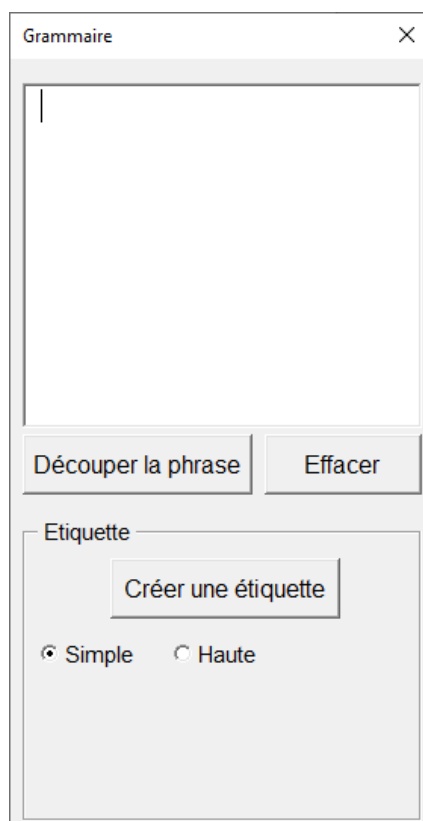 Grammaire
Découper la phrase Effacer
Etiquette
Créer une étiquette
Simple Haute